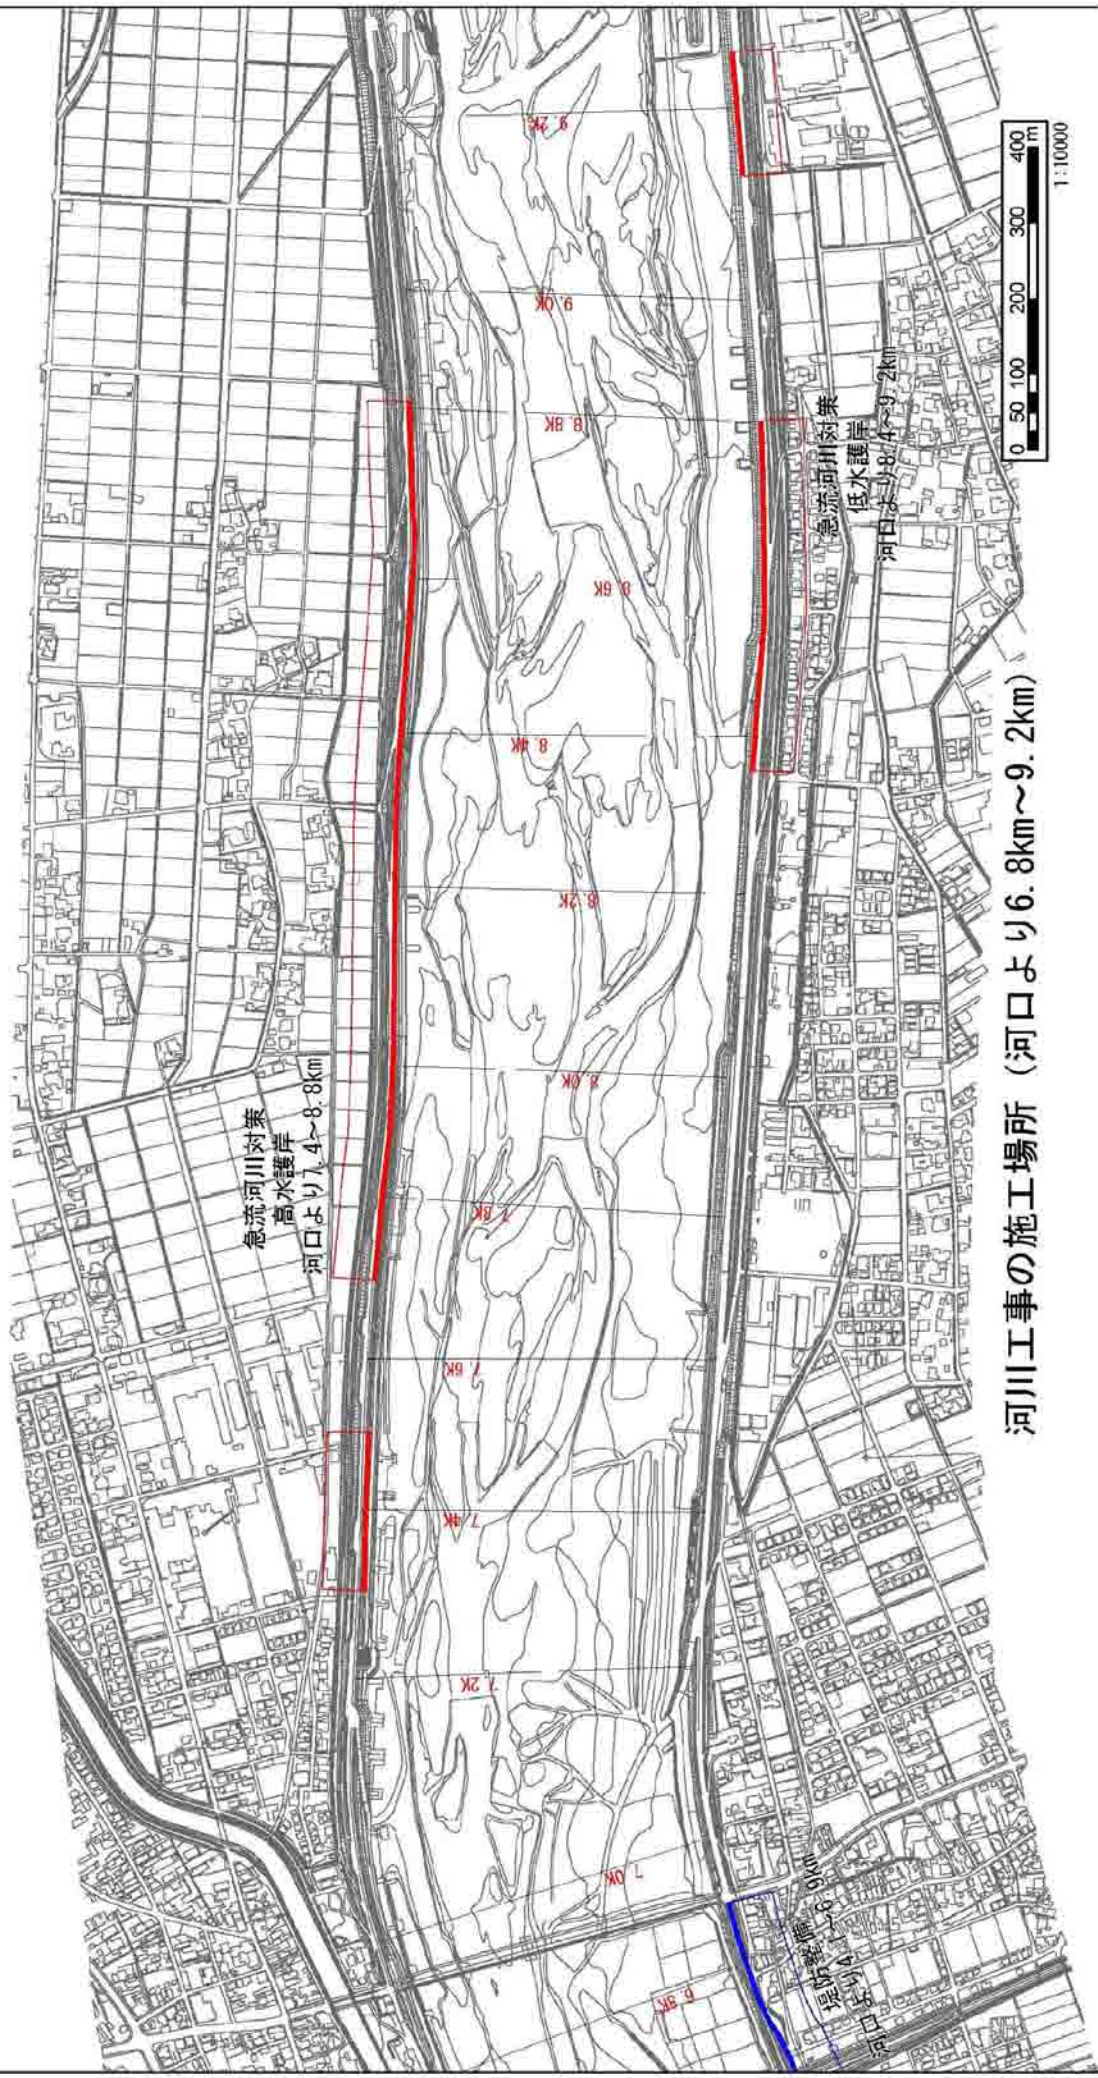 急流河川対策
高水護岸
河口より7.4～8.8km
急流河川対策
低水護岸
河口より8.4～9.2km
堤防整備
河口より4.1～6.9km
6.8K
7.0K
7.2K
7.4K
7.6K
7.8K
8.0K
8.2K
8.4K
8.6K
8.8K
9.0K
9.2K
河川工事の施工場所 (河口より6.8km～9.2km)
0 50 100 200 300 400
m
1:10000